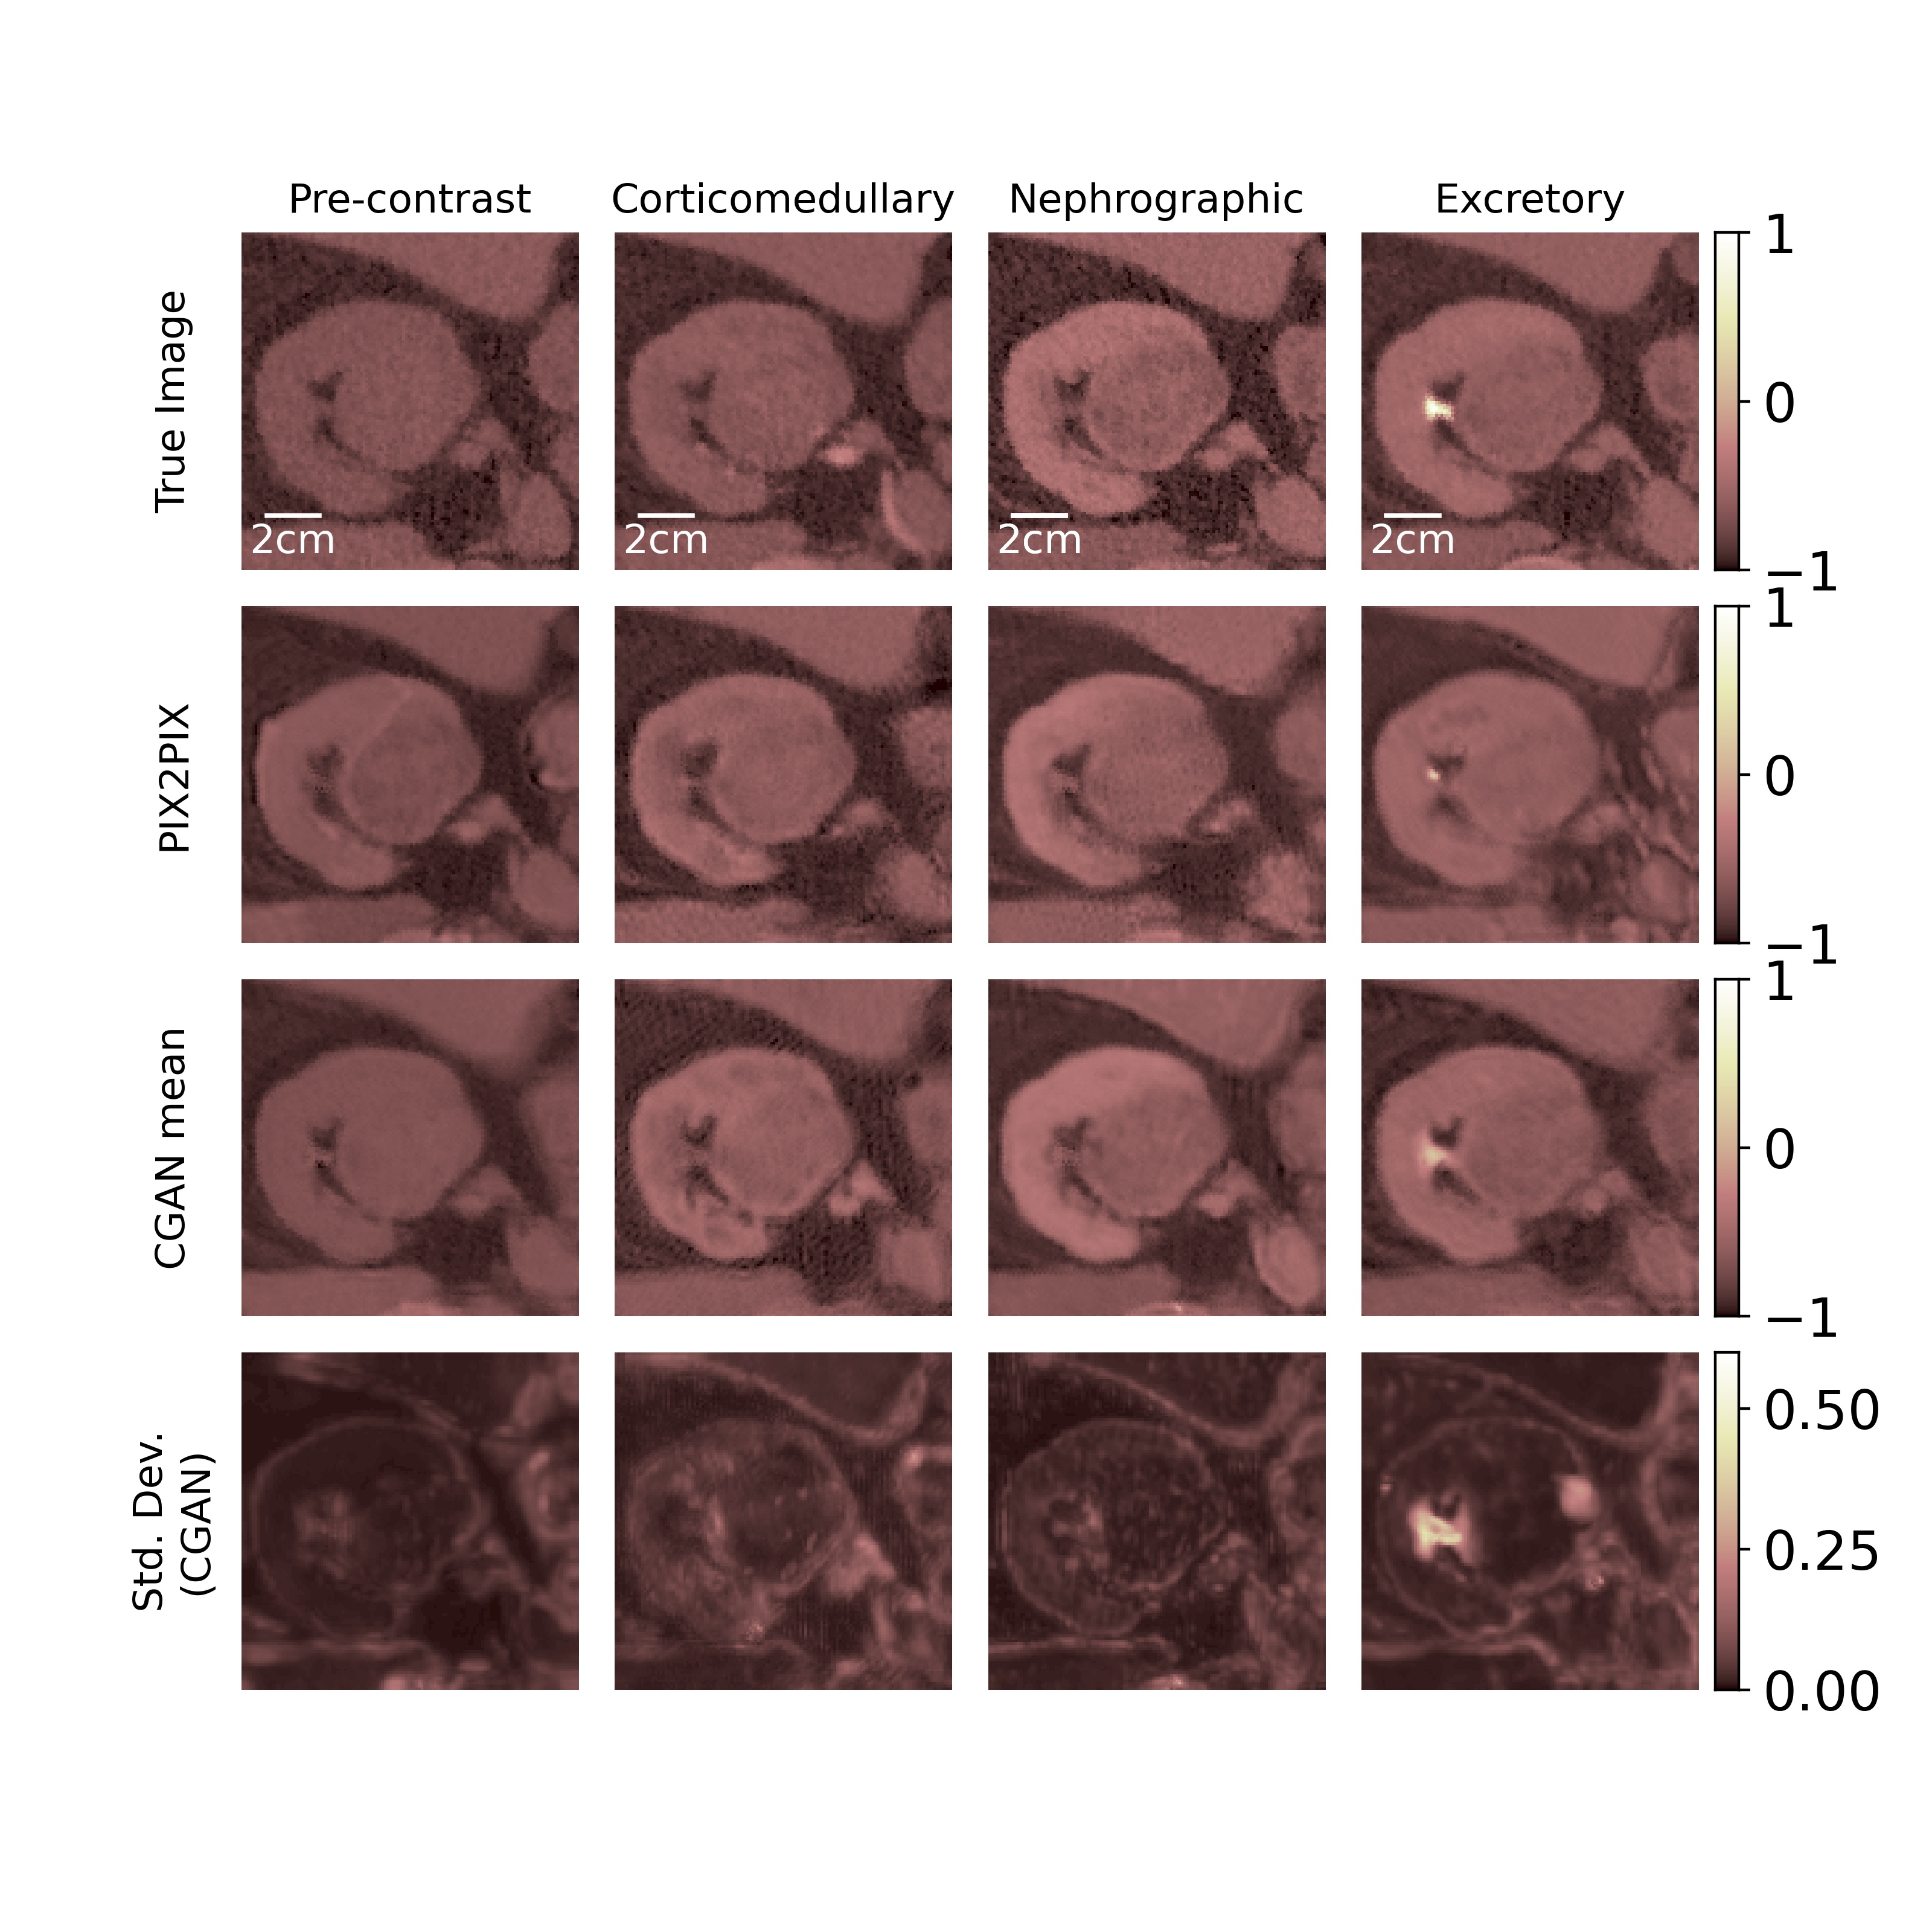 Pre-contrast Corticomedullary Nephrographic Excretory
True Image
2cm 2cm 2cm 2cm
1
0
−1
PIX2PIX
1
0
−1
CGAN mean
1
0
−1
Std. Dev.
(CGAN)
0.50
0.25
0.00